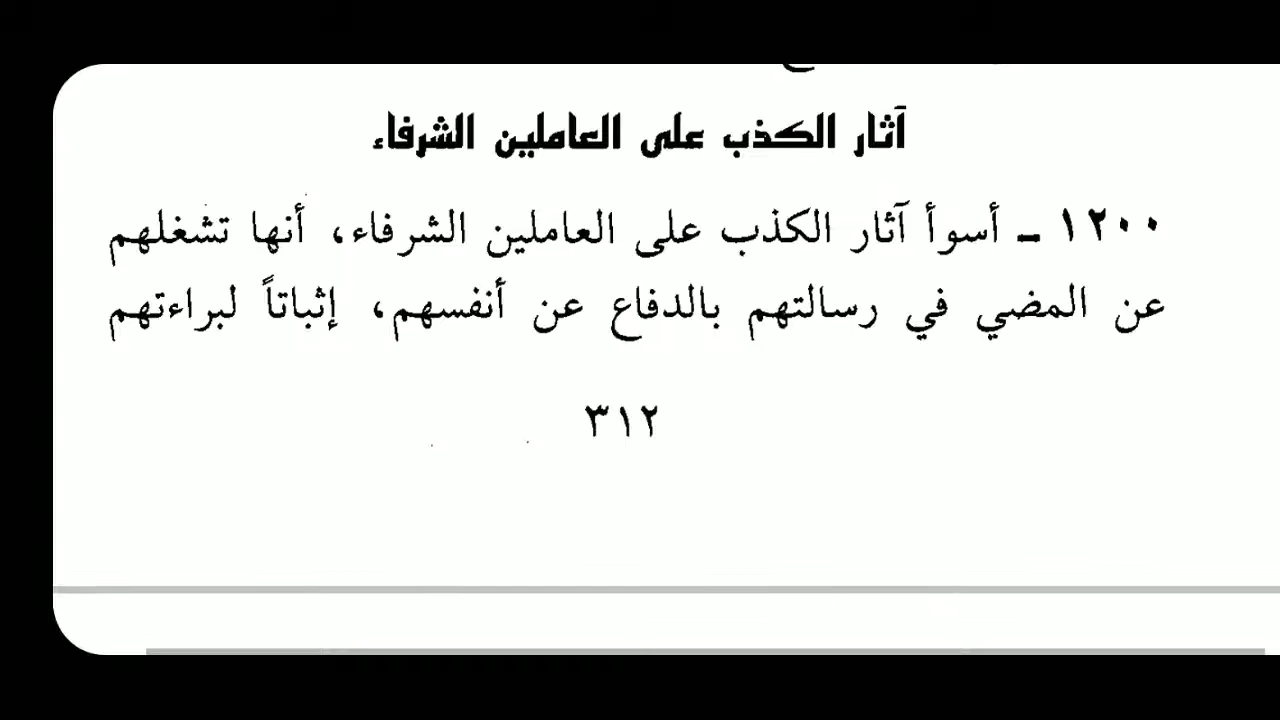 آثار الكذب على العاملين الشرفاء
١٢٠٠ ـ أسوأ آثار الكذب على العاملين الشرفاء، أنها تشغلهم
عن المضي في رسالتهم بالدفاع عن أنفسهم، إثباتاً لبراءتهم
٣١٢